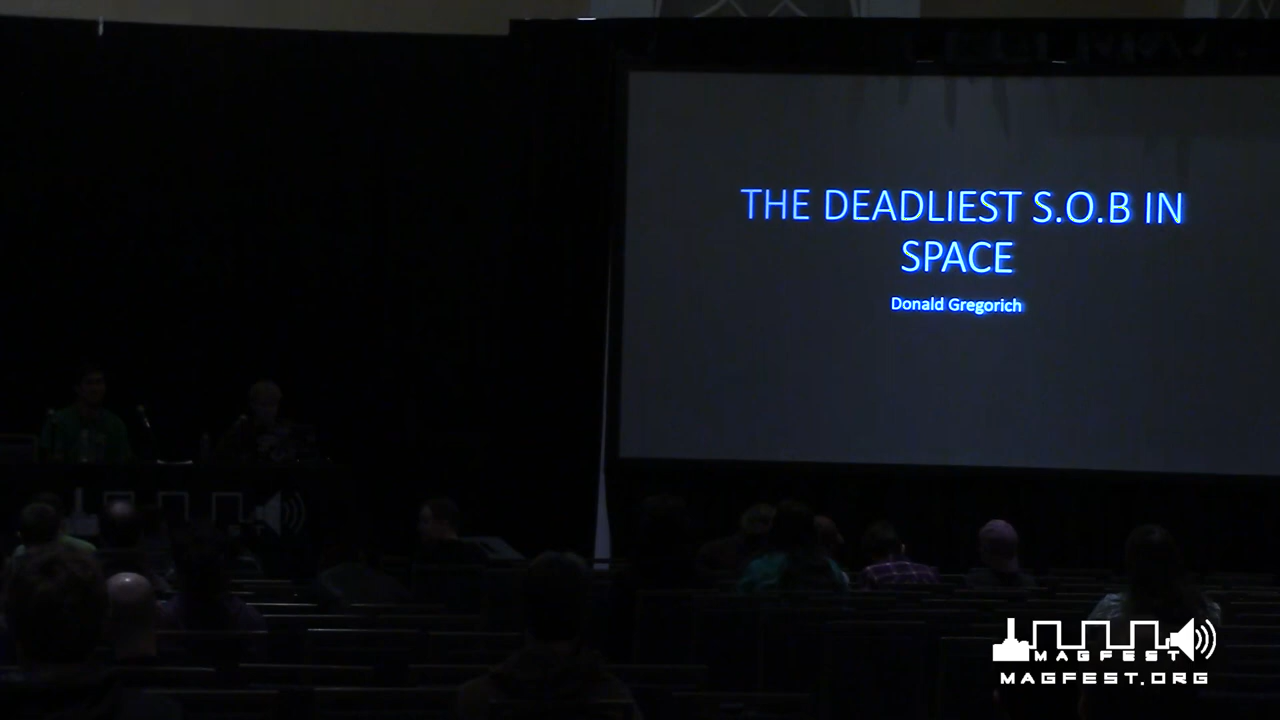 THE DEADLIEST S.O.B IN
SPACE
Donald Gregorich
MAGFEST
MAGFEST.ORG